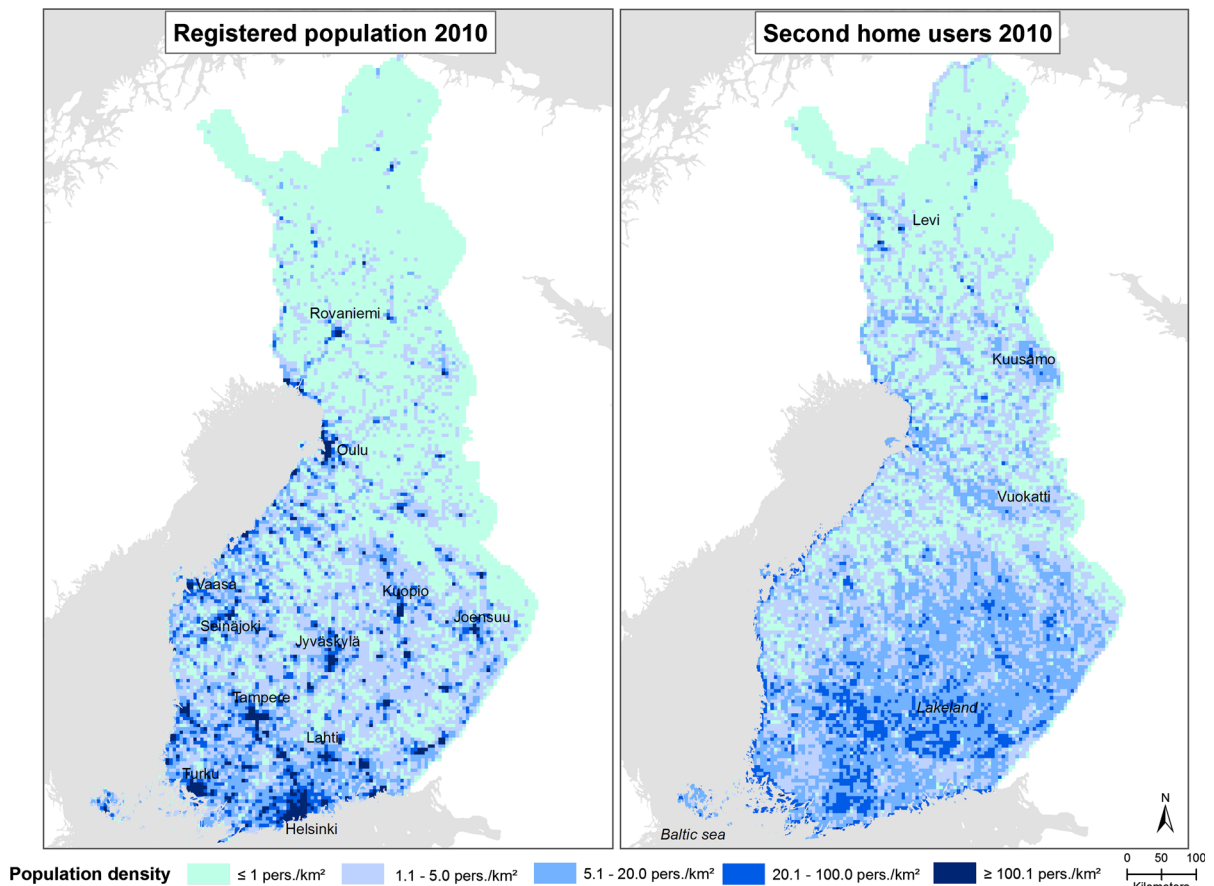 Registered population 2010
Second home users 2010
Levi
Rovaniemi
Kuusamo
Oulu
Vuokatti
Vaasa
Kuopio
Seinäjoki
Joensuu
Jyväskylä
Tampere
Lakeland
Lahti
Turku
Helsinki
Baltic sea
N
Population density
≤ 1 pers./km²
1.1 - 5.0 pers./km²
5.1 - 20.0 pers./km²
20.1 - 100.0 pers./km²
≥ 100.1 pers./km²
0 50 100
Kilometers